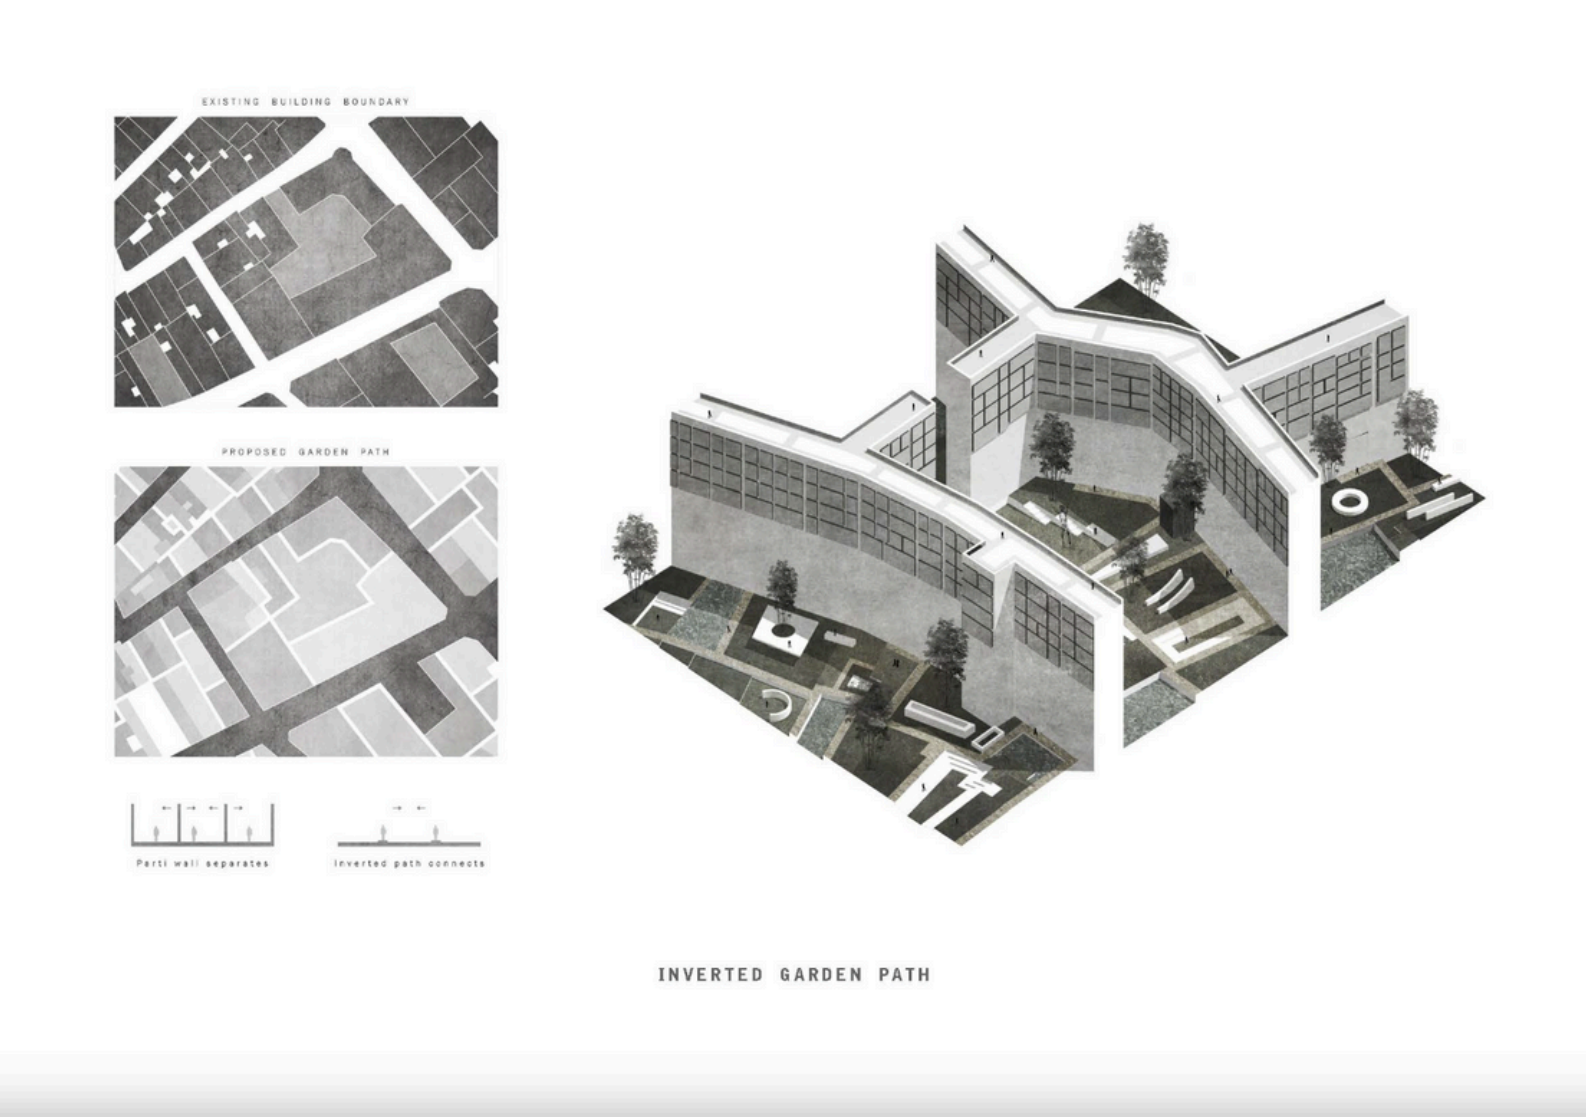 EXISTING BUILDING BOUNDARY
PROPOSED GARDEN PATH
Parti wall separates
Inverted path connects
INVERTED GARDEN PATH